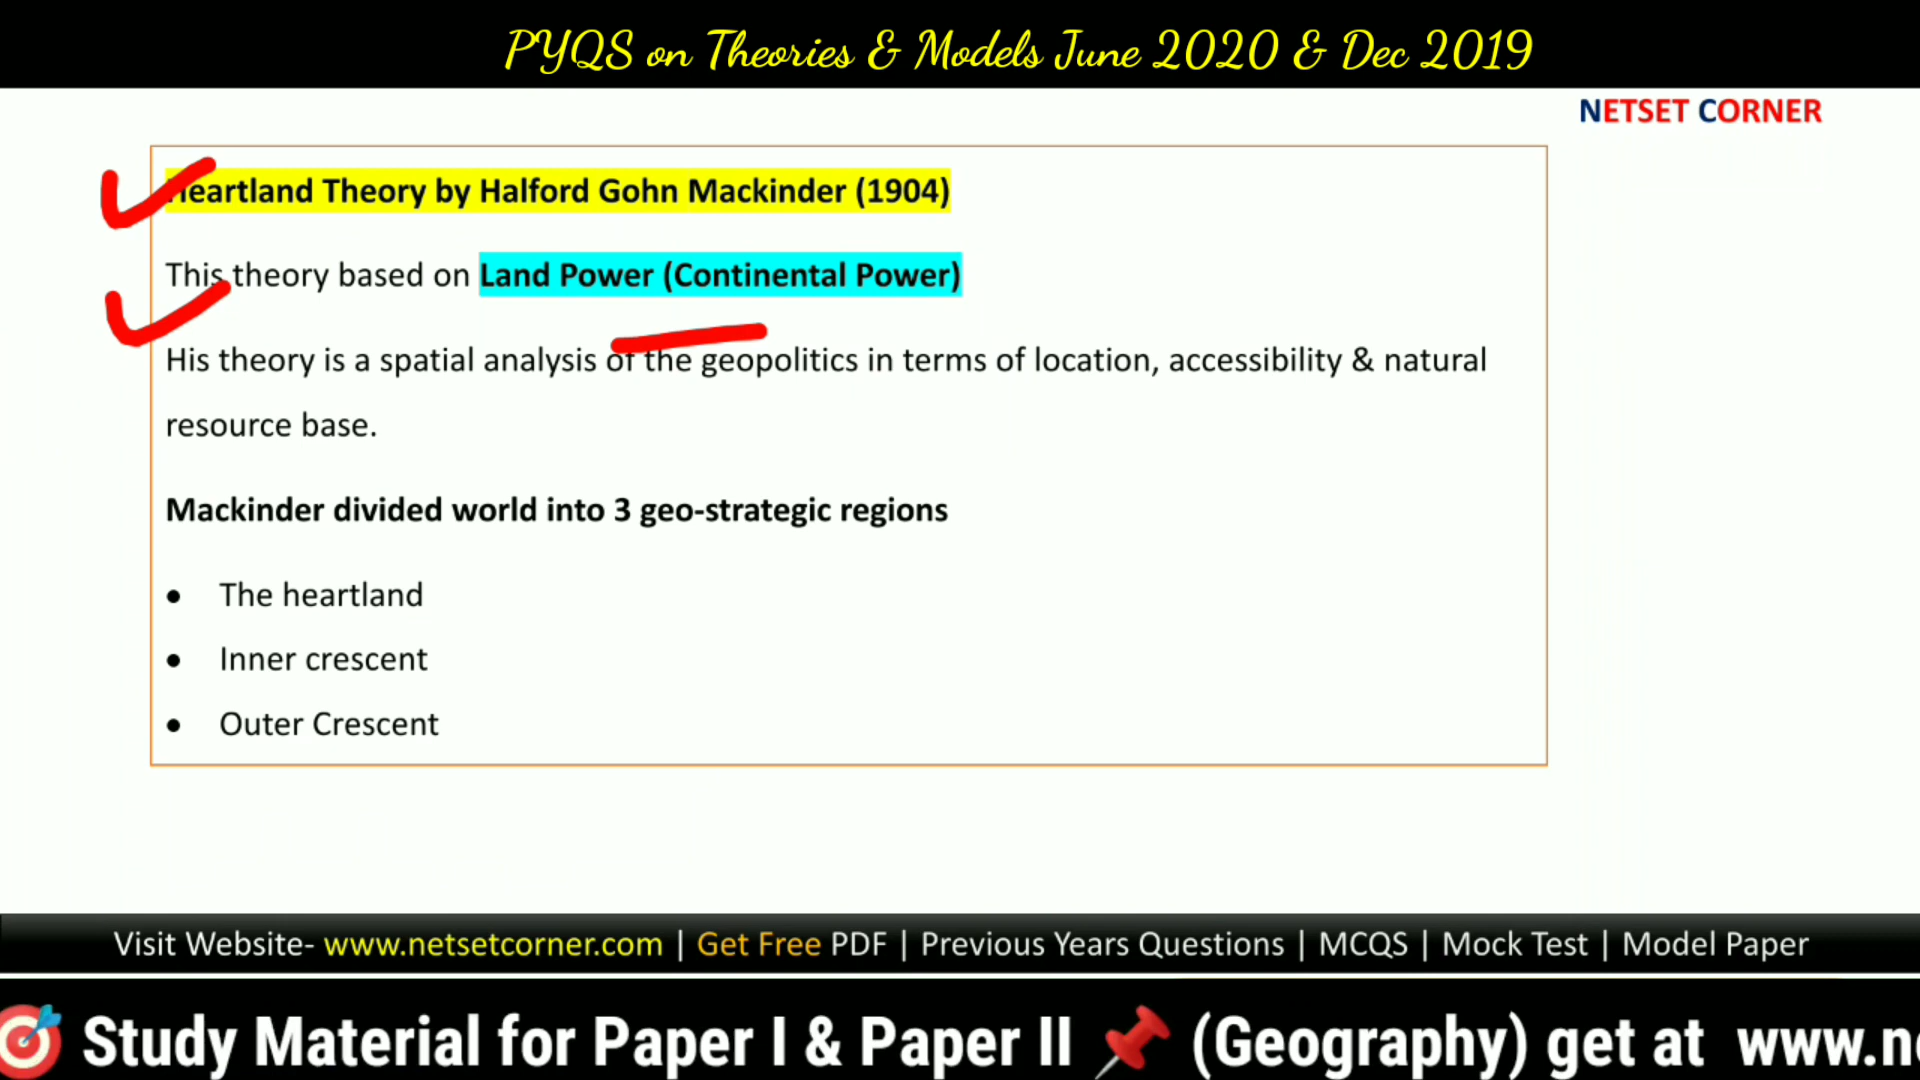 PYQS on Theories & Models June 2020 & Dec 2019
NETSET CORNER
Heartland Theory by Halford Gohn Mackinder (1904)
This theory based on Land Power (Continental Power)
His theory is a spatial analysis of the geopolitics in terms of location, accessibility & natural
resource base.
Mackinder divided world into 3 geo-strategic regions
• The heartland
• Inner crescent
• Outer Crescent
Visit Website- www.netsetcorner.com | Get Free PDF | Previous Years Questions | MCQS | Mock Test | Model Paper
Study Material for Paper I & Paper II (Geography) get at www.n